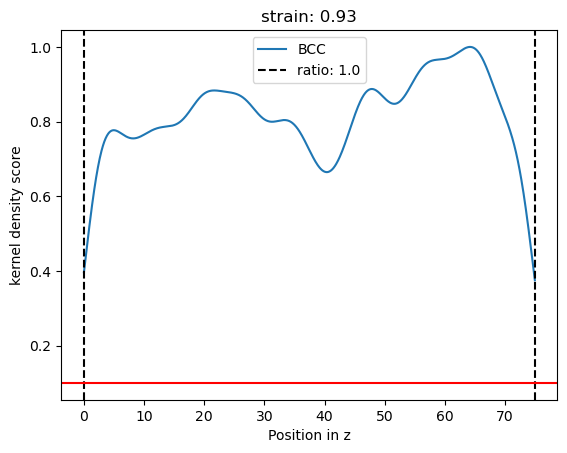 strain: 0.93
BCC
ratio: 1.0
kernel density score
1.0
0.8
0.6
0.4
0.2
0 10 20 30 40 50 60 70
Position in z